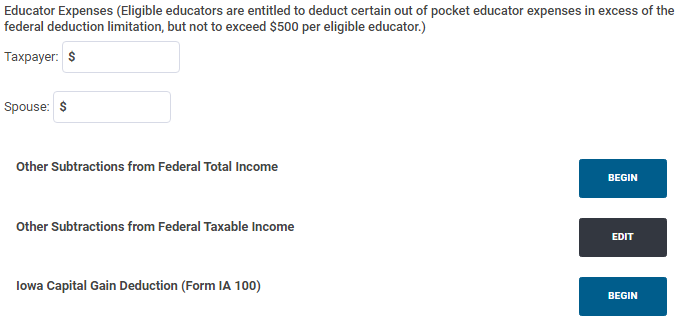 Educator Expenses (Eligible educators are entitled to deduct certain out of pocket educator expenses in excess of the
federal deduction limitation, but not to exceed $500 per eligible educator.)
Taxpayer: $
Spouse: $
Other Subtractions from Federal Total Income
BEGIN
Other Subtractions from Federal Taxable Income
EDIT
Iowa Capital Gain Deduction (Form IA 100)
BEGIN